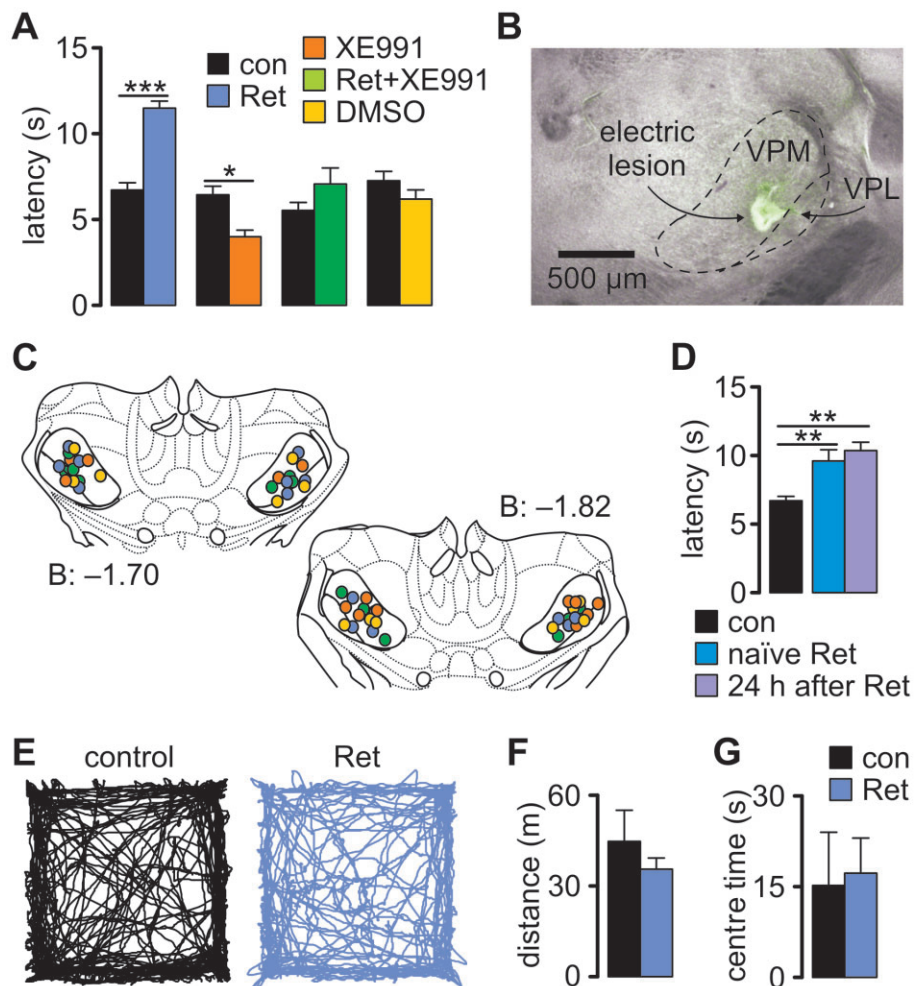 A
15
10
5
0
latency (s)
***
*
con
Ret
XE991
Ret+XE991
DMSO
B
electric
lesion
VPM
VPL
500 µm
C
B: –1.70
B: –1.82
D
15
10
5
0
latency (s)
**
**
con
naïve Ret
24 h after Ret
E
control
Ret
F
60
30
0
distance (m)
G
con
Ret
30
15
0
centre time (s)